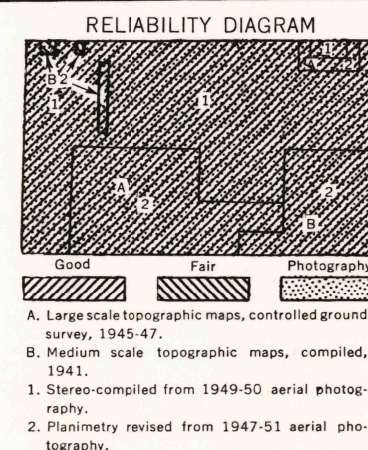 RELIABILITY DIAGRAM
1
A 2
B 2
1
1
A
2
2
B
Good Fair Photography
A. Large scale topographic maps, controlled ground
survey, 1945-47.
B. Medium scale topographic maps, compiled,
1941.
1. Stereo-compiled from 1949-50 aerial photog-
raphy.
2. Planimetry revised from 1947-51 aerial pho-
tography.